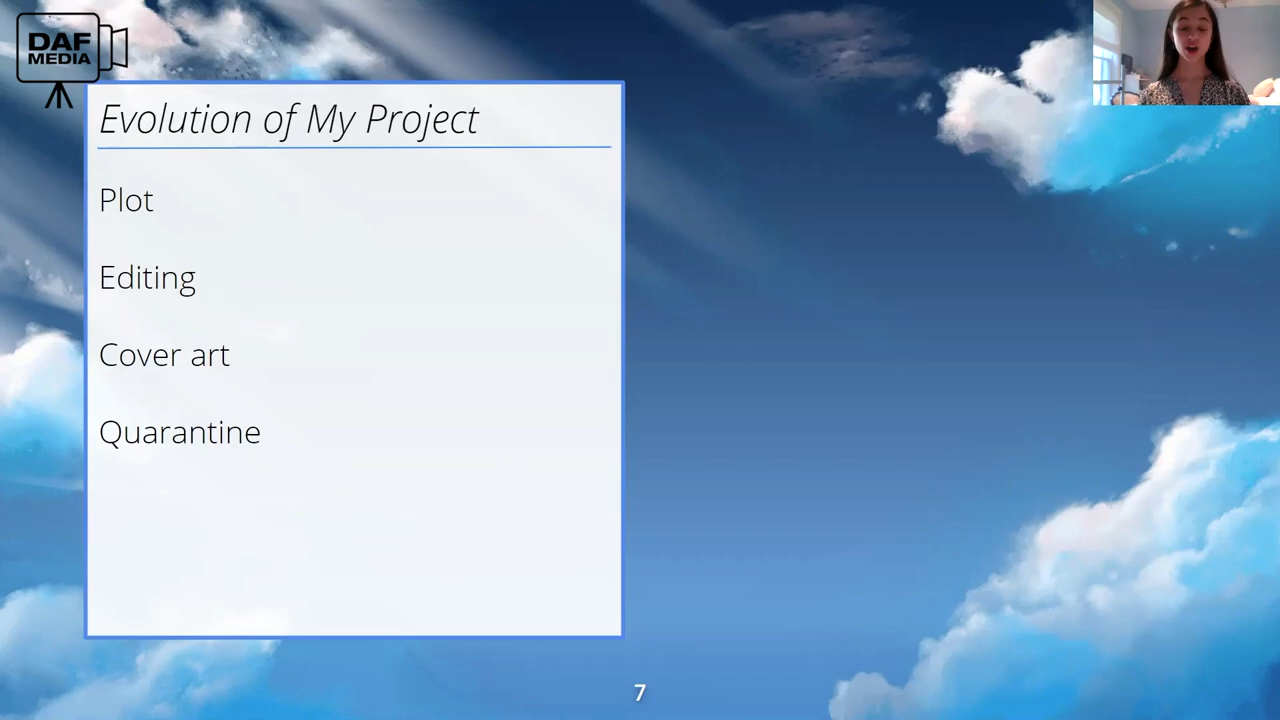 DAF
MEDIA
Evolution of My Project
Plot
Editing
Cover art
Quarantine
7